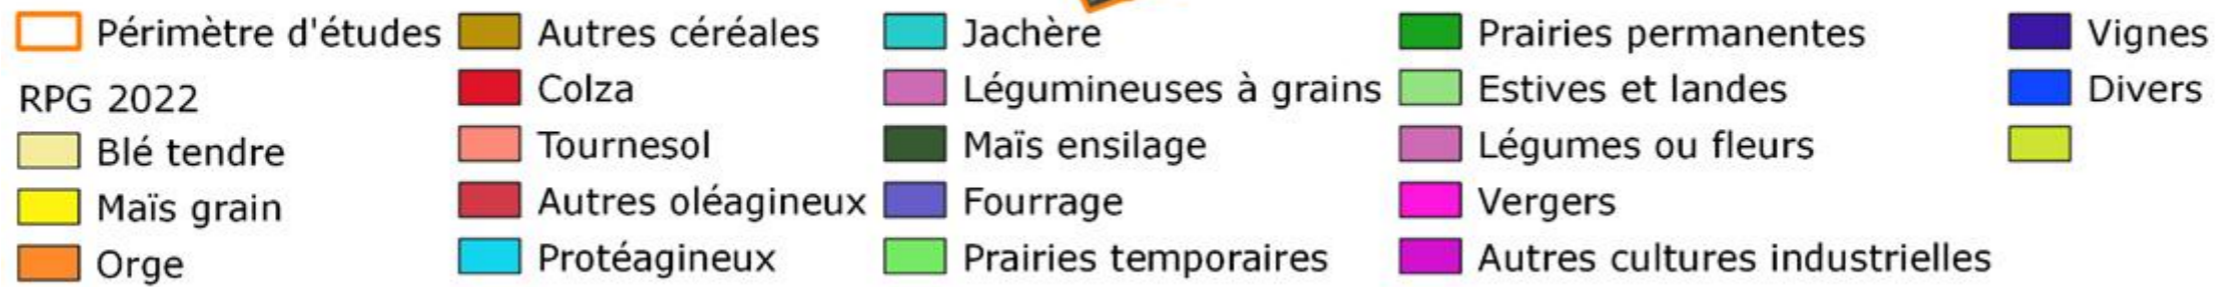 Périmètre d'études
RPG 2022
Blé tendre
Maïs grain
Orge
Autres céréales
Colza
Tournesol
Autres oléagineux
Protéagineux
Jachère
Légumineuses à grains
Maïs ensilage
Fourrage
Prairies temporaires
Prairies permanentes
Estives et landes
Légumes ou fleurs
Vergers
Autres cultures industrielles
Vignes
Divers